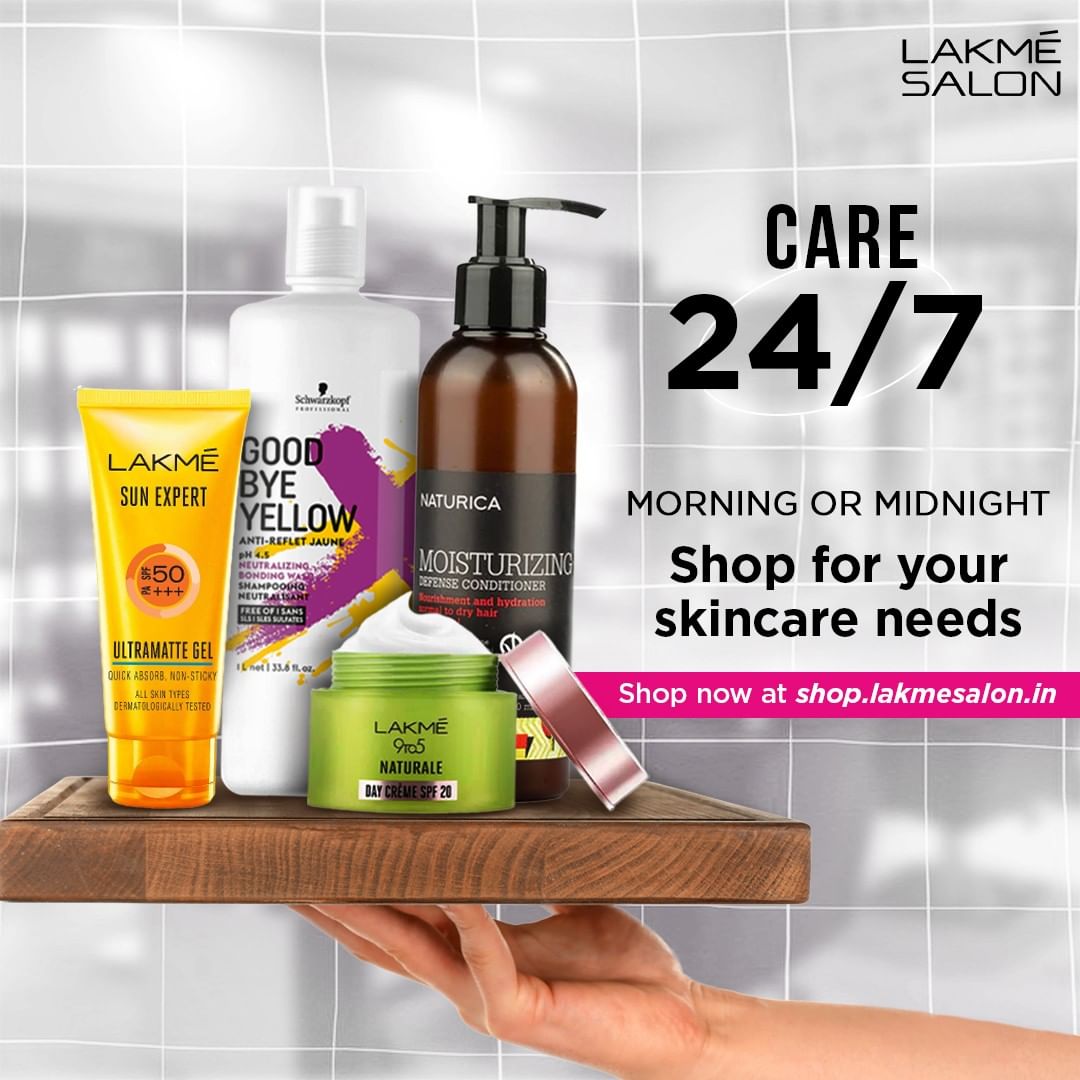 LAKMÉ
SALON
CARE
24/7
MORNING OR MIDNIGHT
Shop for your
skincare needs
Shop now at shop.lakmesalon.in
LAKMÉ
SUN EXPERT
PA SPF 50
+++
ULTRAMATTE GEL
QUICK ABSORB, NON-STICKY
ALL SKIN TYPES
DERMATOLOGICALLY TESTED
Schwarzkopf
PROFESSIONAL
GOOD
BYE
YELLOW
ANTI-REFLET JAUNE
pH 4.5
NEUTRALIZING
BONDING WASH
SHAMPOOING
NEUTRALISANT
FREE OF I SANS
SLS I SLES SULFATES
1 L net | 33.8 fl. oz.
NATURICA
MOISTURIZING
DEFENSE CONDITIONER
Nourishment and hydration
normal to dry hair
LAKMÉ
9to5
NATURALE
DAY CRÈME SPF 20